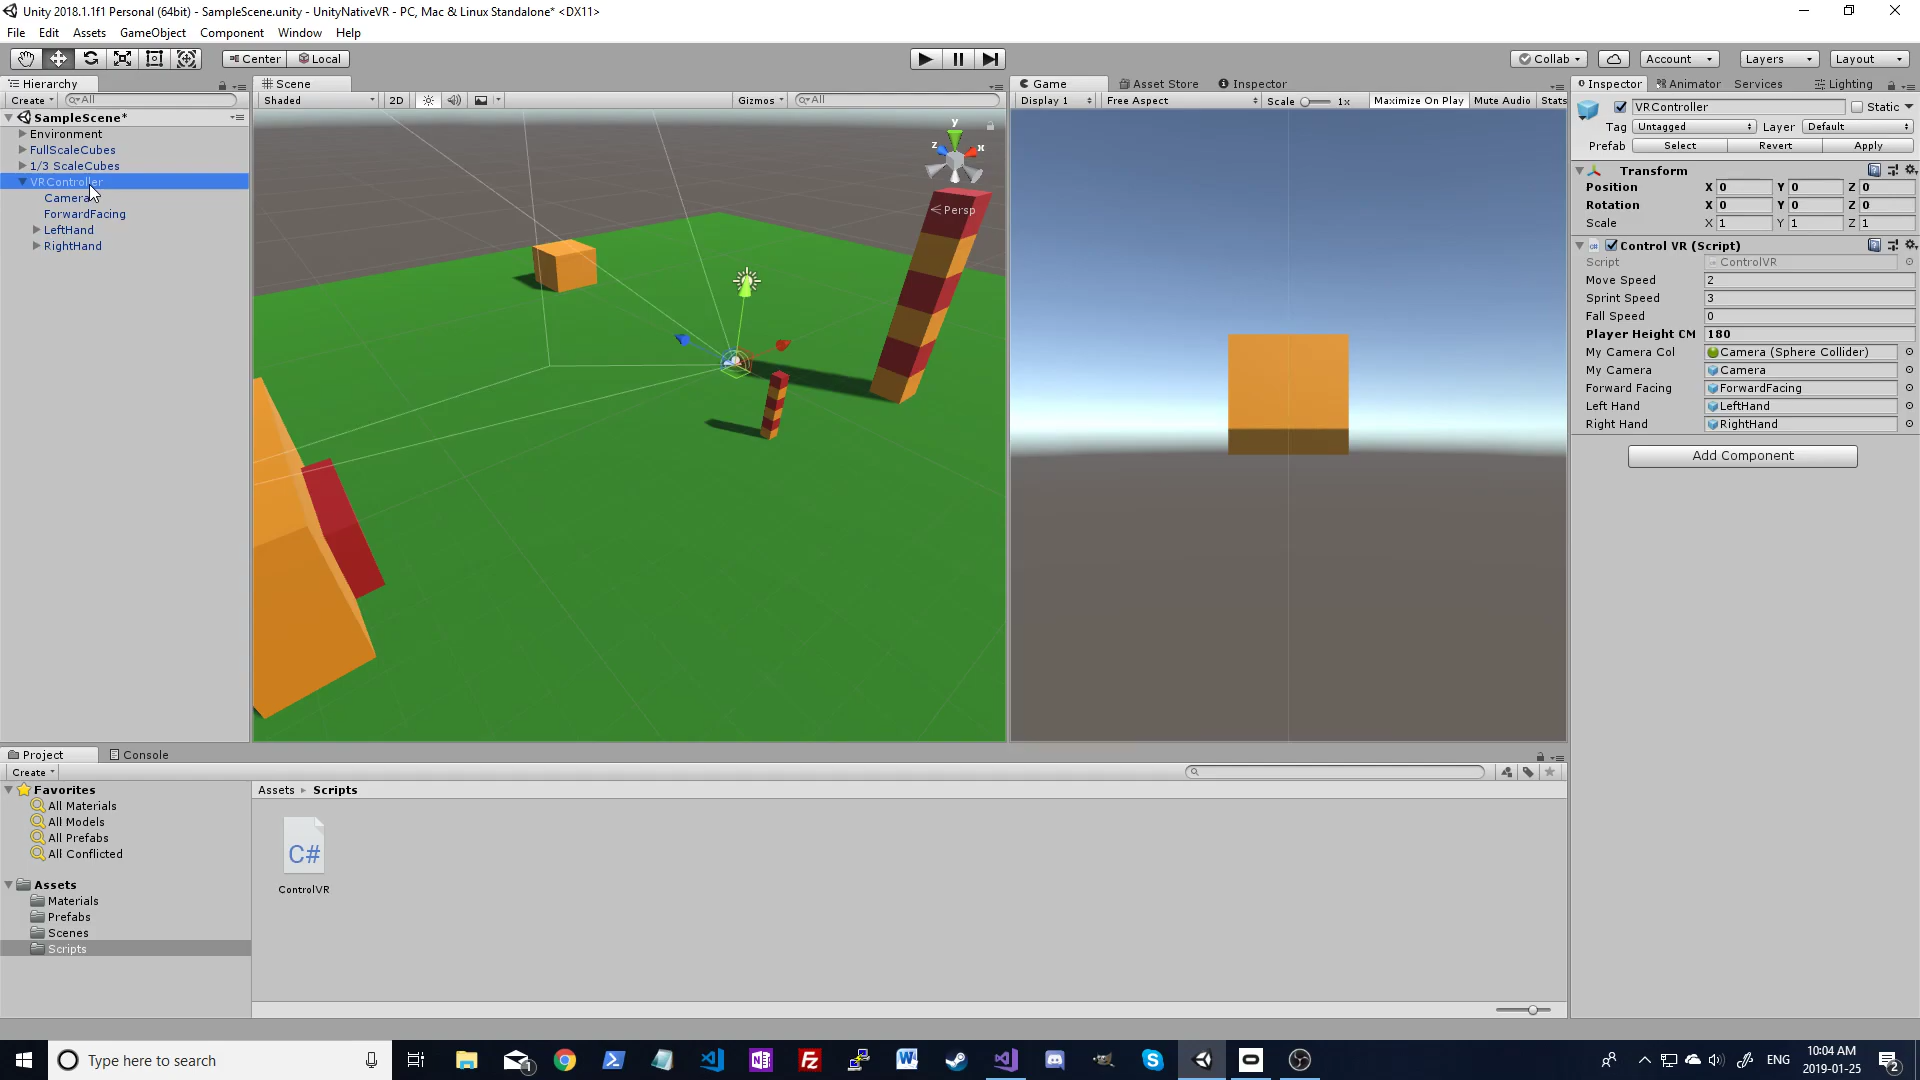 Unity 2018.1.1f1 Personal (64bit) - SampleScene.unity - UnityNativeVR - PC, Mac & Linux Standalone* <DX11>
File Edit Assets GameObject Component Window Help
Center Local Collab Account Layers Layout
Hierarchy
Create All
SampleScene*
Environment
FullScaleCubes
1/3 ScaleCubes
VRController
Camera
ForwardFacing
LeftHand
RightHand
Scene
Shaded 2D Gizmos All
y
z x
Persp
Game Asset Store Inspector
Display 1 Free Aspect Scale 1x Maximize On Play Mute Audio Stats
Inspector Animator Services Lighting
VRController Static
Tag Untagged Layer Default
Prefab Select Revert Apply
Transform
Position X 0 Y 0 Z 0
Rotation X 0 Y 0 Z 0
Scale X 1 Y 1 Z 1
Control VR (Script)
Script ControlVR
Move Speed 2
Sprint Speed 3
Fall Speed 0
Player Height CM 180
My Camera Col Camera (Sphere Collider)
My Camera Camera
Forward Facing ForwardFacing
Left Hand LeftHand
Right Hand RightHand
Add Component
Project Console
Create
Favorites
All Materials
All Models
All Prefabs
All Conflicted
Assets
Materials
Prefabs
Scenes
Scripts
Assets Scripts
C#
ControlVR
Type here to search
ENG
10:04 AM
2019-01-25